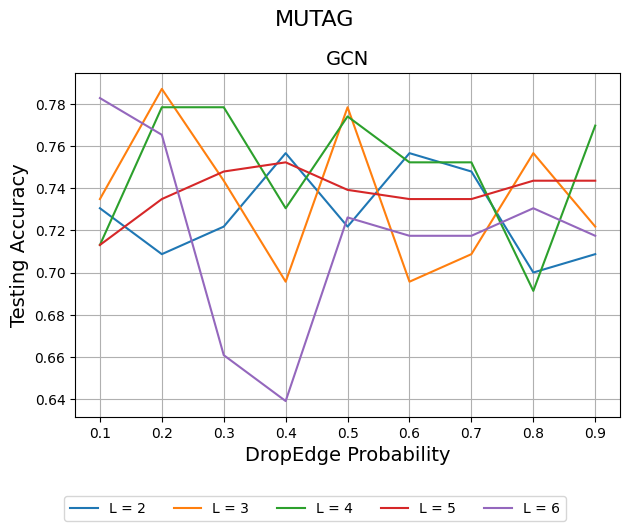 MUTAG
GCN
Testing Accuracy
0.78
0.76
0.74
0.72
0.70
0.68
0.66
0.64
0.1 0.2 0.3 0.4 0.5 0.6 0.7 0.8 0.9
DropEdge Probability
L = 2 L = 3 L = 4 L = 5 L = 6